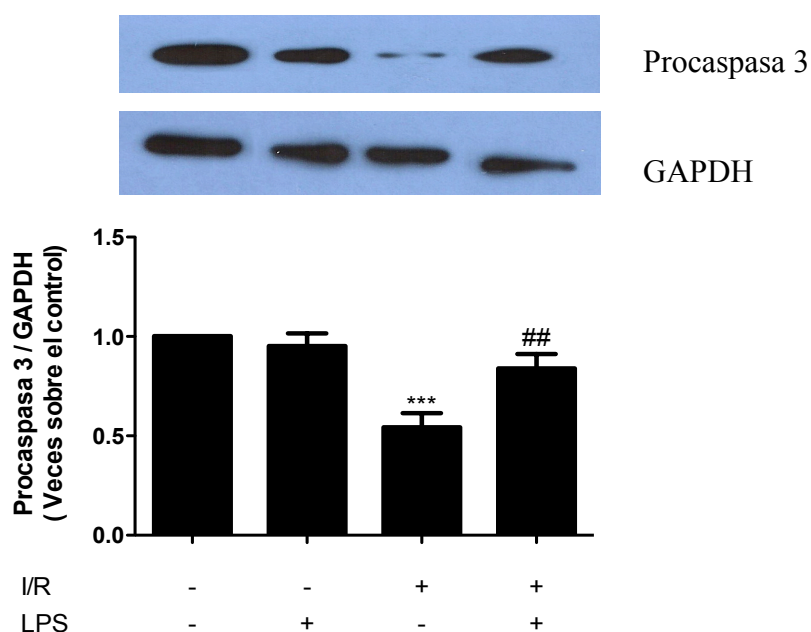 Procaspasa 3
GAPDH
Procaspasa 3 / GAPDH
( Veces sobre el control)
1.5
1.0
0.5
0.0
***
##
I/R - - + +
LPS - + - +